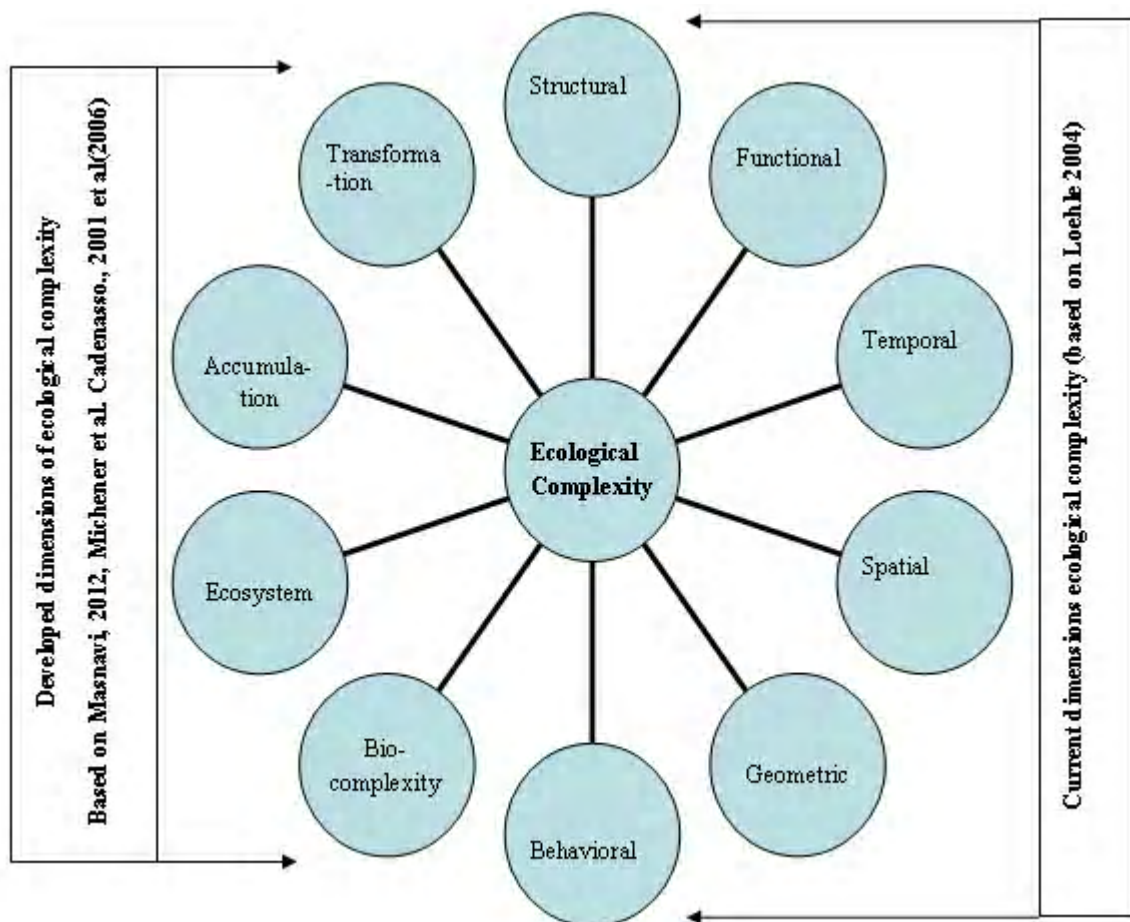 Structural
Functional
Temporal
Spatial
Geometric
Behavioral
Bio-
complexity
Ecosystem
Accumula-
tion
Transforma
-tion
Ecological
Complexity
Developed dimensions of ecological complexity
Based on Masnavi, 2012, Michener et al. Cadenasso., 2001 et al(2006)
Current dimensions ecological complexity (based on Loehle 2004)